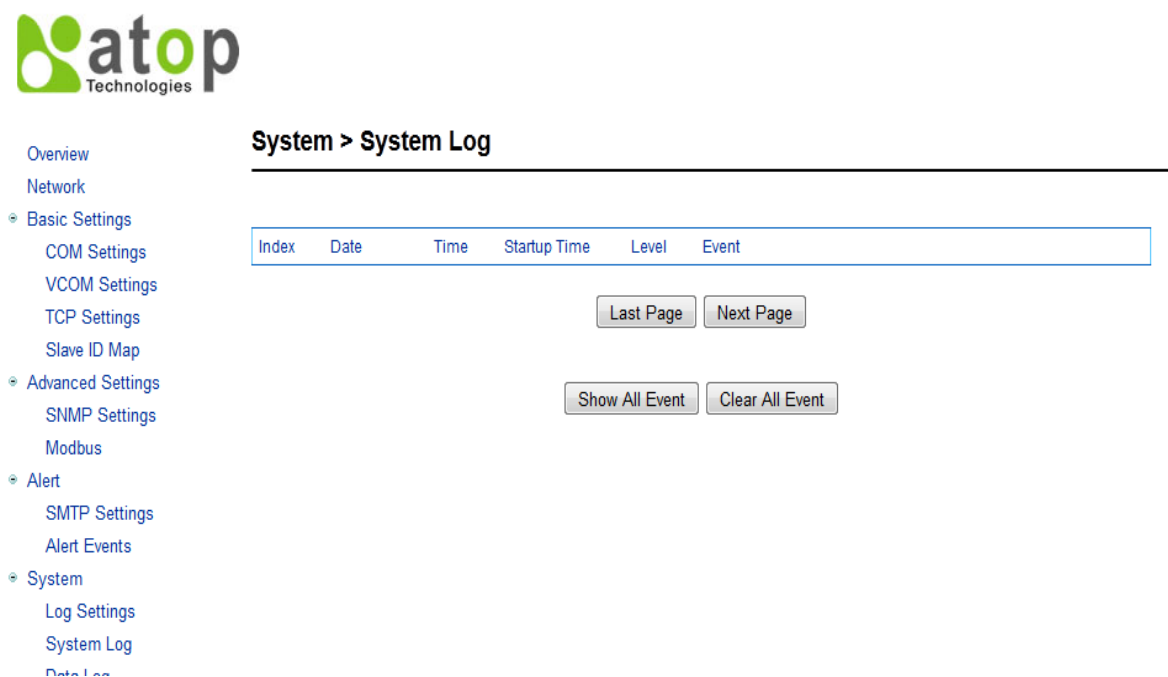 atop
Technologies
System > System Log
Overview
Network
Basic Settings
COM Settings
VCOM Settings
TCP Settings
Slave ID Map
Advanced Settings
SNMP Settings
Modbus
Alert
SMTP Settings
Alert Events
System
Log Settings
System Log
Data Log
Index Date Time Startup Time Level Event
Last Page Next Page
Show All Event Clear All Event